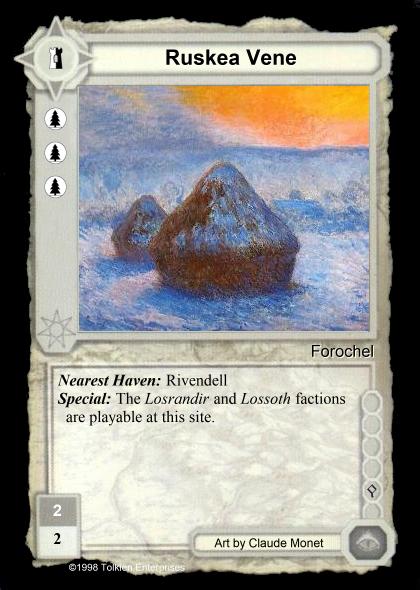 Ruskea Vene
Forochel
Nearest Haven: Rivendell
Special: The Losrandir and Lossoth factions
are playable at this site.
2
2
Art by Claude Monet
©1998 Tolkien Enterprises